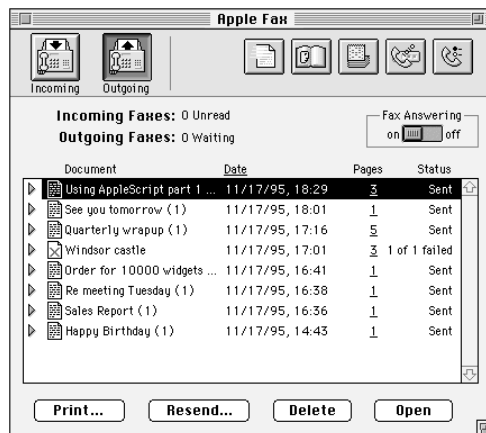 Apple Fax
Incoming
Outgoing
Incoming Faxes: 0 Unread
Outgoing Faxes: 0 Waiting
Fax Answering
on off
Document Date Pages Status
Using AppleScript part 1 ... 11/17/95, 18:29 3 Sent
See you tomorrow (1) 11/17/95, 18:01 1 Sent
Quarterly wrapup (1) 11/17/95, 17:16 5 Sent
Windsor castle 11/17/95, 17:01 3 1 of 1 failed
Order for 10000 widgets ... 11/17/95, 16:41 1 Sent
Re meeting Tuesday (1) 11/17/95, 16:38 1 Sent
Sales Report (1) 11/17/95, 16:36 1 Sent
Happy Birthday (1) 11/17/95, 14:43 1 Sent
Print... Resend... Delete Open